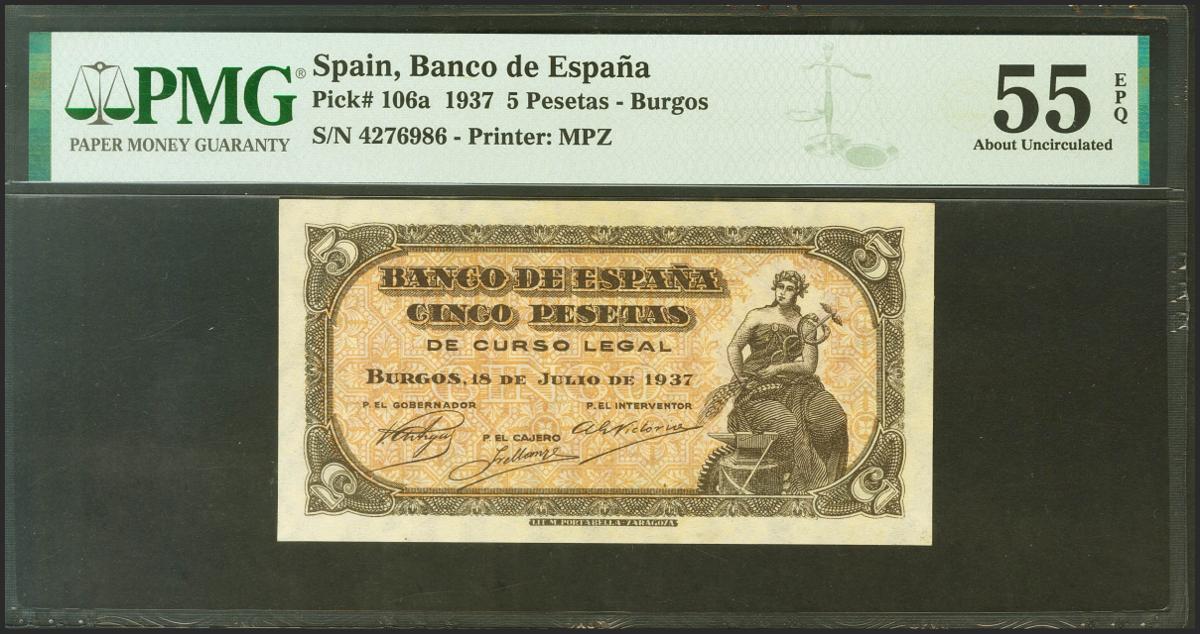 PMG®
PAPER MONEY GUARANTY
Spain, Banco de España
Pick# 106a 1937 5 Pesetas - Burgos
S/N 4276986 - Printer: MPZ
55 EPQ
About Uncirculated
5 5
BANCO DE ESPAÑA
CINCO PESETAS
DE CURSO LEGAL
CINCO
BURGOS, 18 DE JULIO DE 1937
P. EL GOBERNADOR P. EL INTERVENTOR
P. EL CAJERO
5 5
LIT. M. PORTABELLA-ZARAGOZA